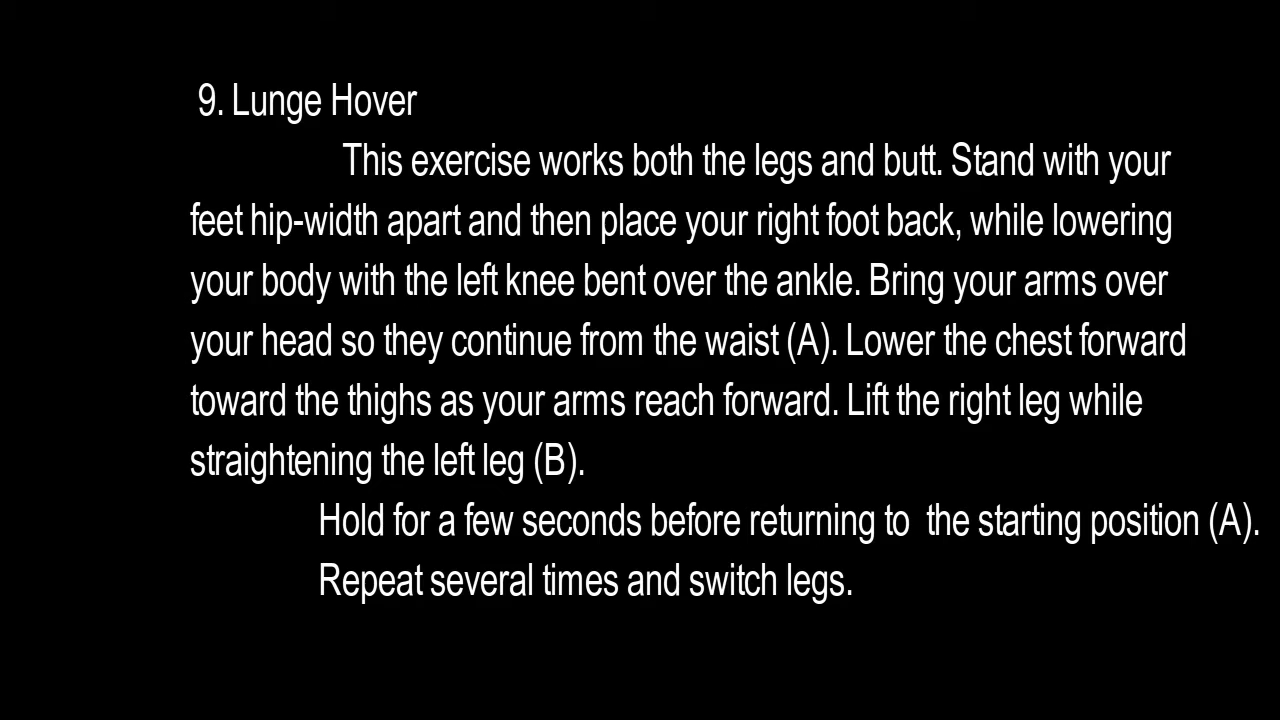 9. Lunge Hover
This exercise works both the legs and butt. Stand with your
feet hip-width apart and then place your right foot back, while lowering
your body with the left knee bent over the ankle. Bring your arms over
your head so they continue from the waist (A). Lower the chest forward
toward the thighs as your arms reach forward. Lift the right leg while
straightening the left leg (B).
Hold for a few seconds before returning to  the starting position (A).
Repeat several times and switch legs.